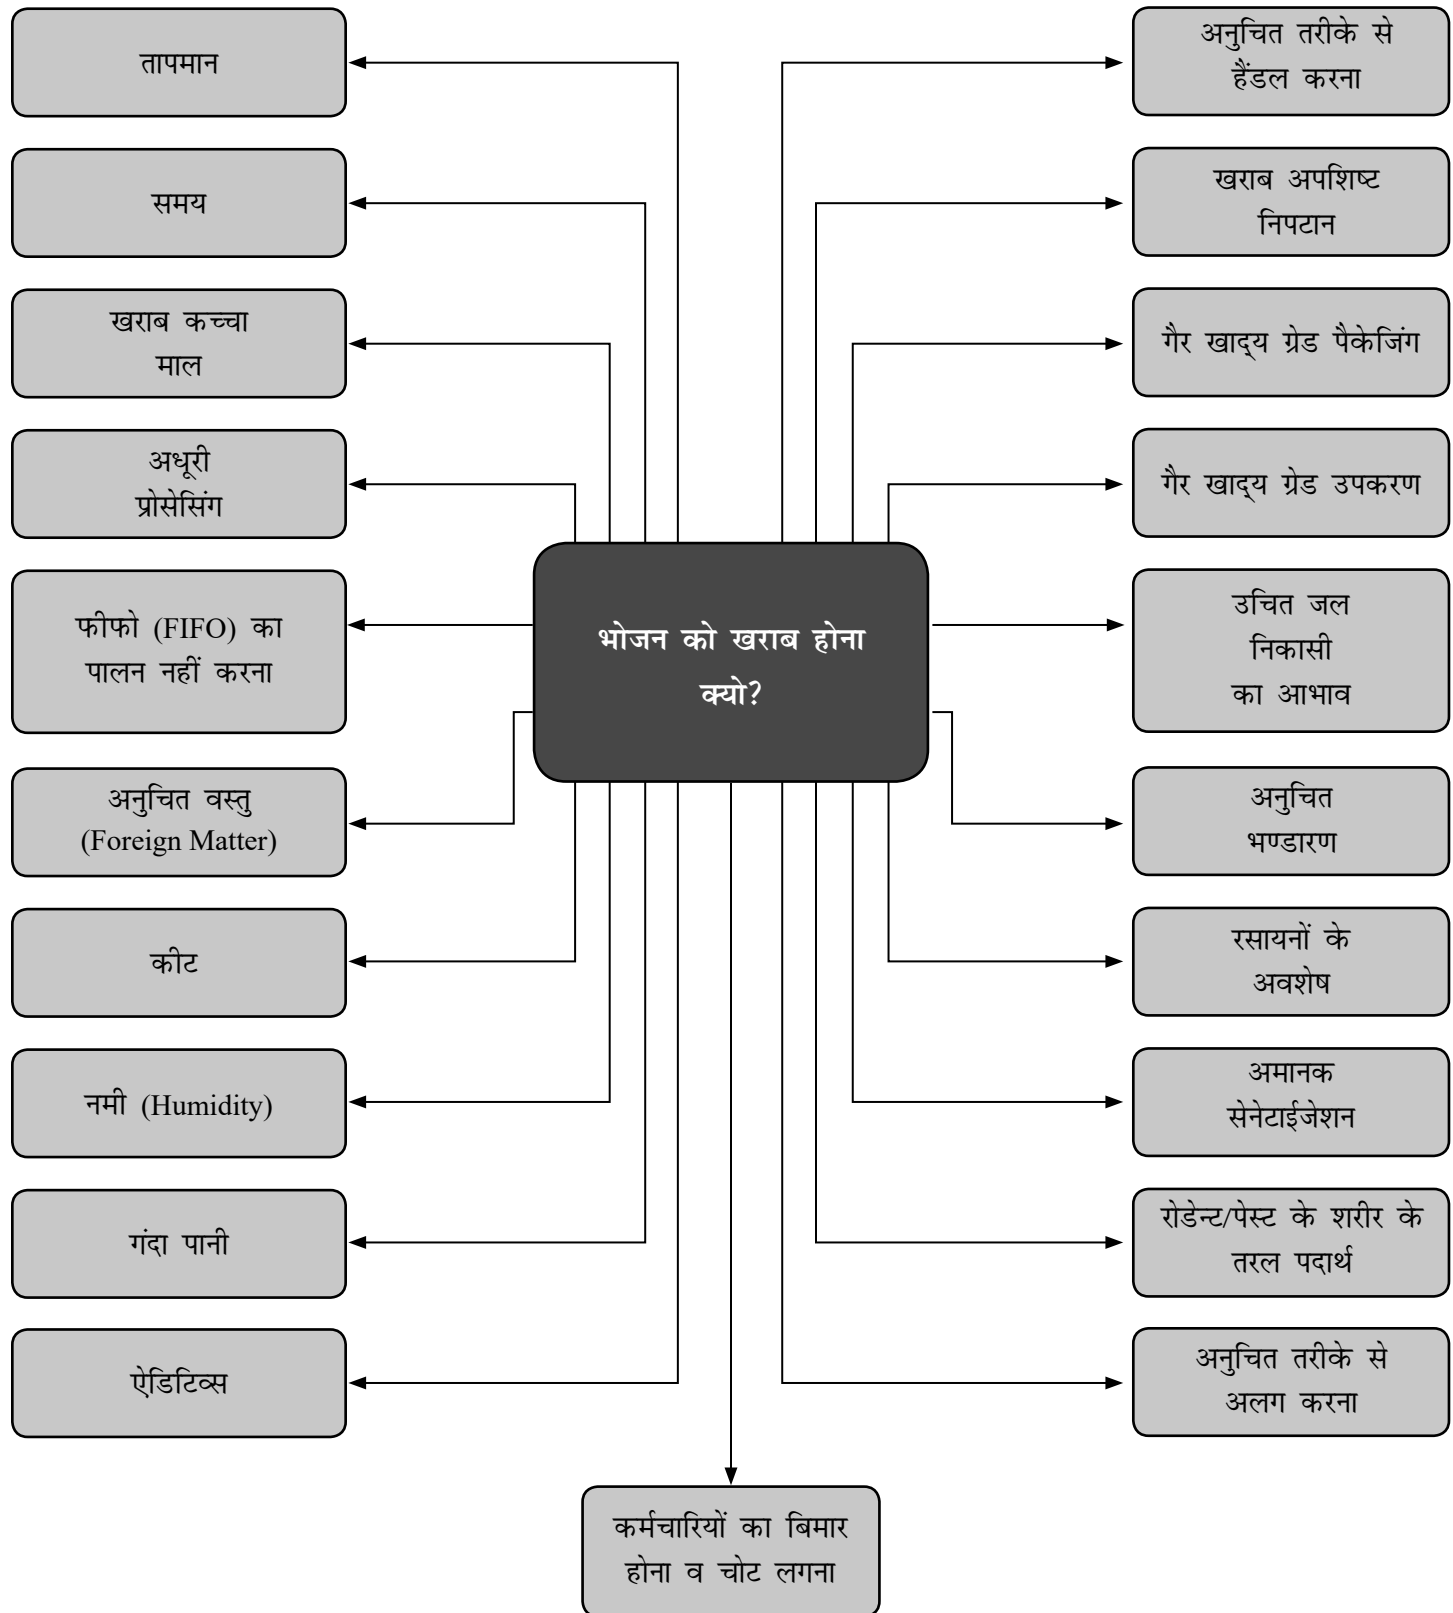 तापमान
समय
खराब कच्चा
माल
अधूरी
प्रोसेसिंग
फीफो (FIFO) का
पालन नहीं करना
अनुचित वस्तु
(Foreign Matter)
कीट
नमी (Humidity)
गंदा पानी
ऐडिटिव्स
भोजन को खराब होना
क्यो?
कर्मचारियों का बिमार
होना व चोट लगना
अनुचित तरीके से
हैंडल करना
खराब अपशिष्ट
निपटान
गैर खाद्य ग्रेड पैकेजिंग
गैर खाद्य ग्रेड उपकरण
उचित जल
निकासी
का आभाव
अनुचित
भण्डारण
रसायनों के
अवशेष
अमानक
सेनेटाईजेशन
रोडेन्ट/पेस्ट के शरीर के
तरल पदार्थ
अनुचित तरीके से
अलग करना